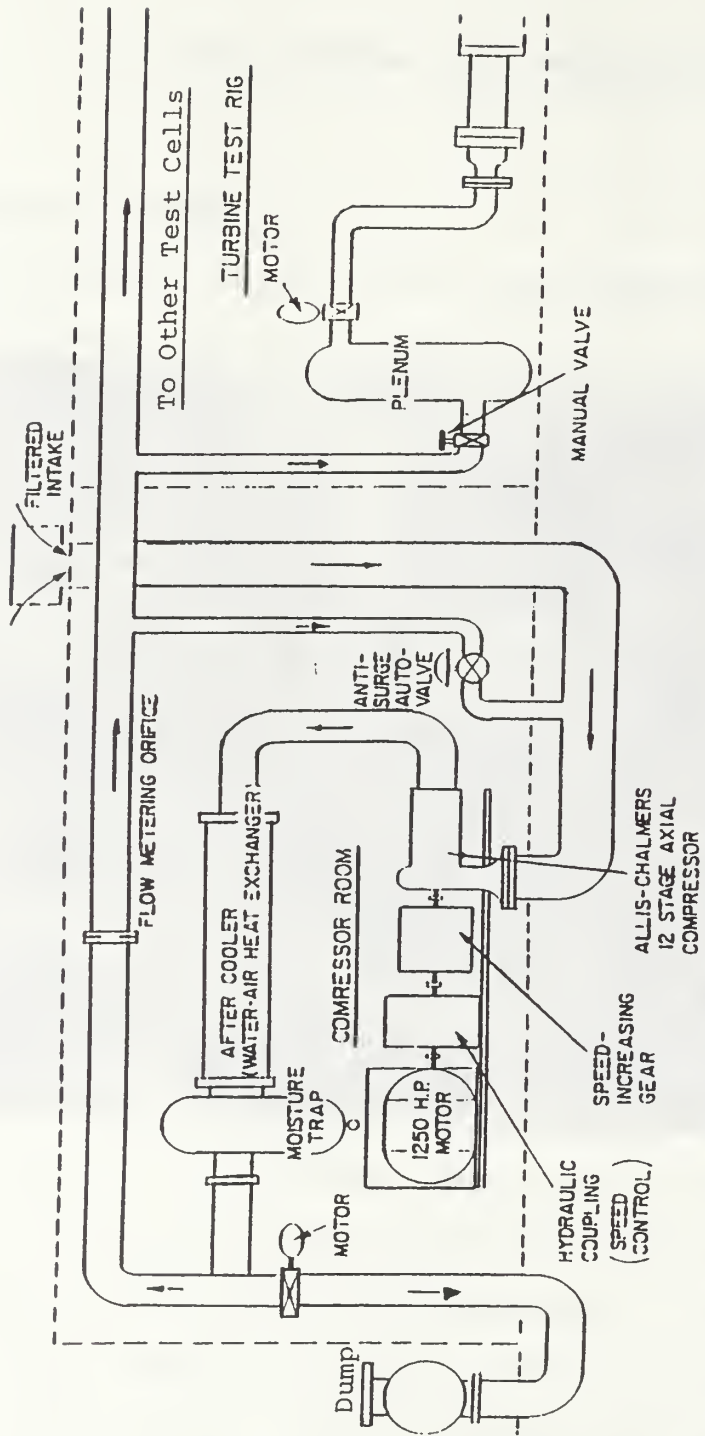 FILTERED
INTAKE
To Other Test Cells
TURBINE TEST RIG
MOTOR
PLENUM
MANUAL VALVE
FLOW METERING ORIFICE
ANTI-
SURGE
AUTO-
VALVE
AFTER COOLER
(WATER-AIR HEAT EXCHANGER)
MOISTURE
TRAP
COMRESSOR ROOM
1250 H.P.
MOTOR
MOTOR
Dump
ALLIS-CHALMERS
12 STAGE AXIAL
COMPRESSOR
SPEED-
INCREASING
GEAR
HYDRAULIC
COUPLING
(SPEED
CONTROL)